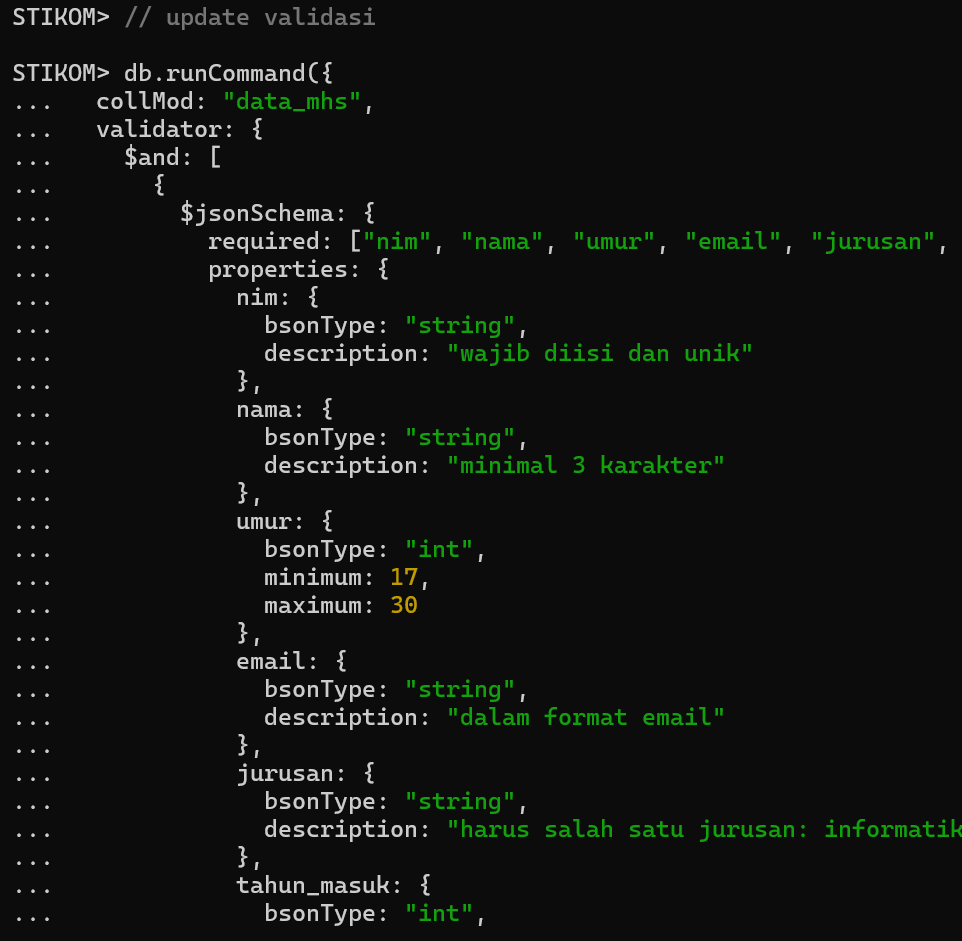 STIKOM> // update validasi
STIKOM> db.runCommand({
...   collMod: "data_mhs",
...   validator: {
...     $and: [
...       {
...         $jsonSchema: {
...           required: ["nim", "nama", "umur", "email", "jurusan",
...           properties: {
...             nim: {
...               bsonType: "string",
...               description: "wajib diisi dan unik"
...             },
...             nama: {
...               bsonType: "string",
...               description: "minimal 3 karakter"
...             },
...             umur: {
...               bsonType: "int",
...               minimum: 17,
...               maximum: 30
...             },
...             email: {
...               bsonType: "string",
...               description: "dalam format email"
...             },
...             jurusan: {
...               bsonType: "string",
...               description: "harus salah satu jurusan: informatik
...             },
...             tahun_masuk: {
...               bsonType: "int",